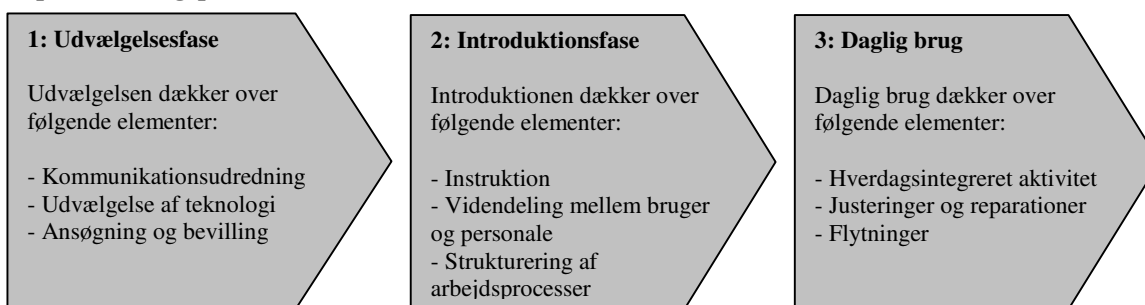 1: Udvælgelsesfase
Udvælgelsen dækker over
følgende elementer:
- Kommunikationsudredning
- Udvælgelse af teknologi
- Ansøgning og bevilling
2: Introduktionsfase
Introduktionen dækker over
følgende elementer:
- Instruktion
- Videndeling mellem bruger
og personale
- Strukturering af
arbejdsprocesser
3: Daglig brug
Daglig brug dækker over
følgende elementer:
- Hverdagsintegreret aktivitet
- Justeringer og reparationer
- Flytninger